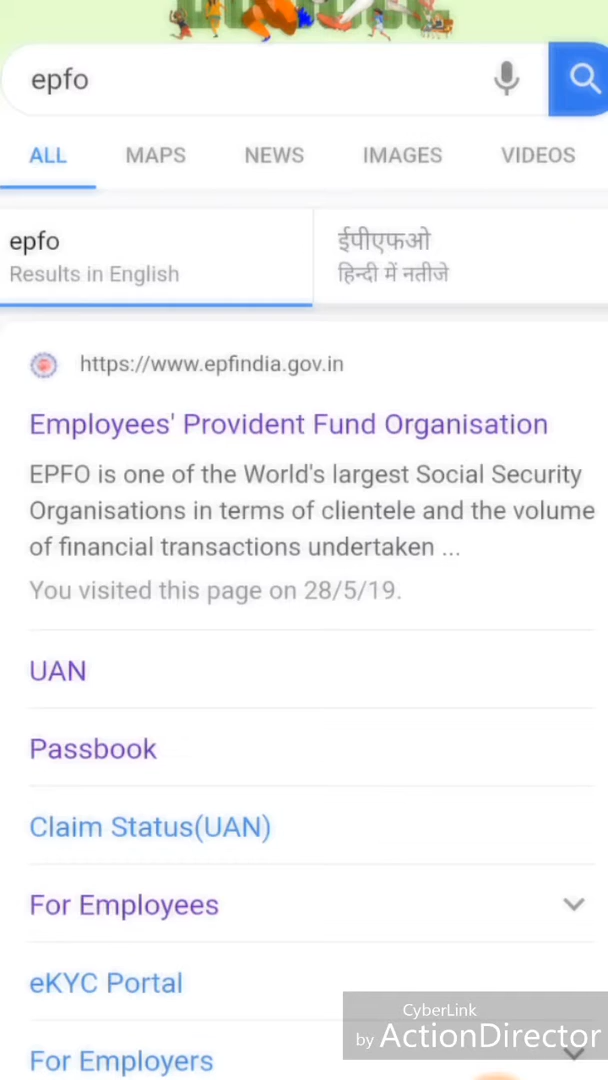 epfo
ALL MAPS NEWS IMAGES VIDEOS
epfo
Results in English
ईपीएफओ
हिन्दी में नतीजे
https://www.epfindia.gov.in
Employees' Provident Fund Organisation
EPFO is one of the World's largest Social Security
Organisations in terms of clientele and the volume
of financial transactions undertaken ...
You visited this page on 28/5/19.
UAN
Passbook
Claim Status(UAN)
For Employees
eKYC Portal
For Employers
CyberLink
by ActionDirector